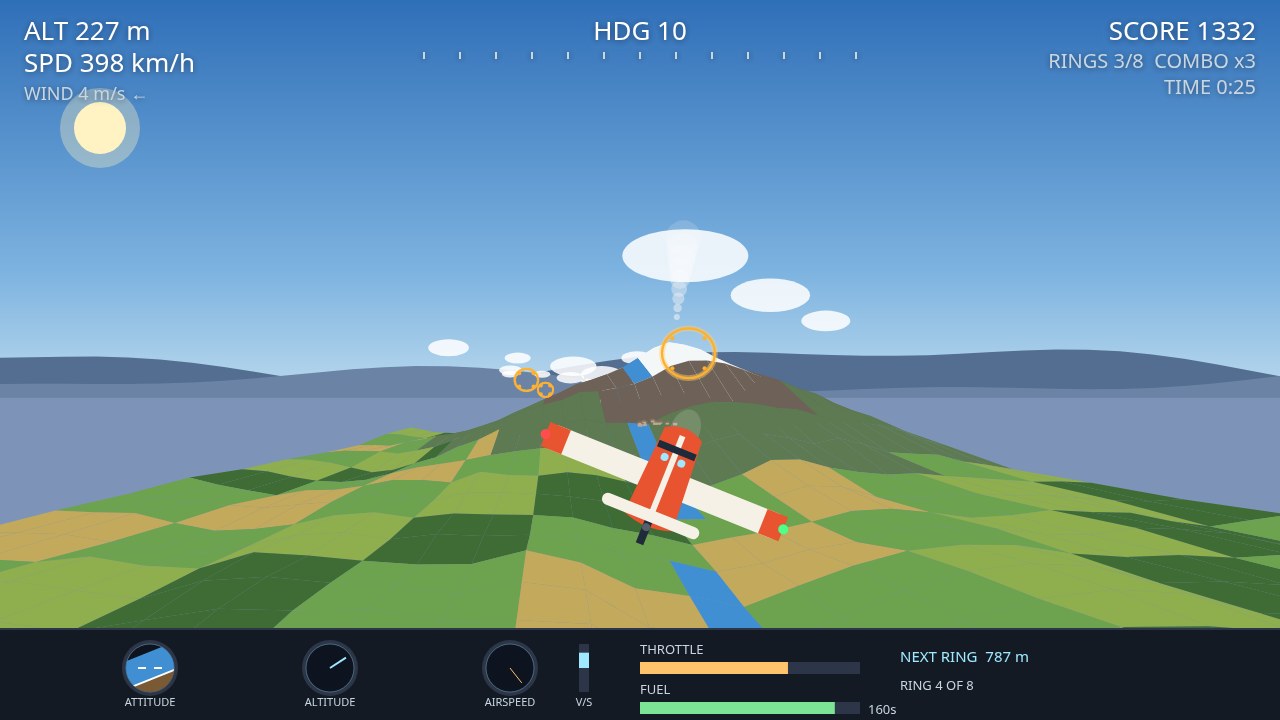 ALT 227 m
SPD 398 km/h
WIND 4 m/s ←
HDG 10
SCORE 1332
RINGS 3/8 COMBO x3
TIME 0:25
ATTITUDE
ALTITUDE
AIRSPEED
V/S
THROTTLE
FUEL
160s
NEXT RING 787 m
RING 4 OF 8